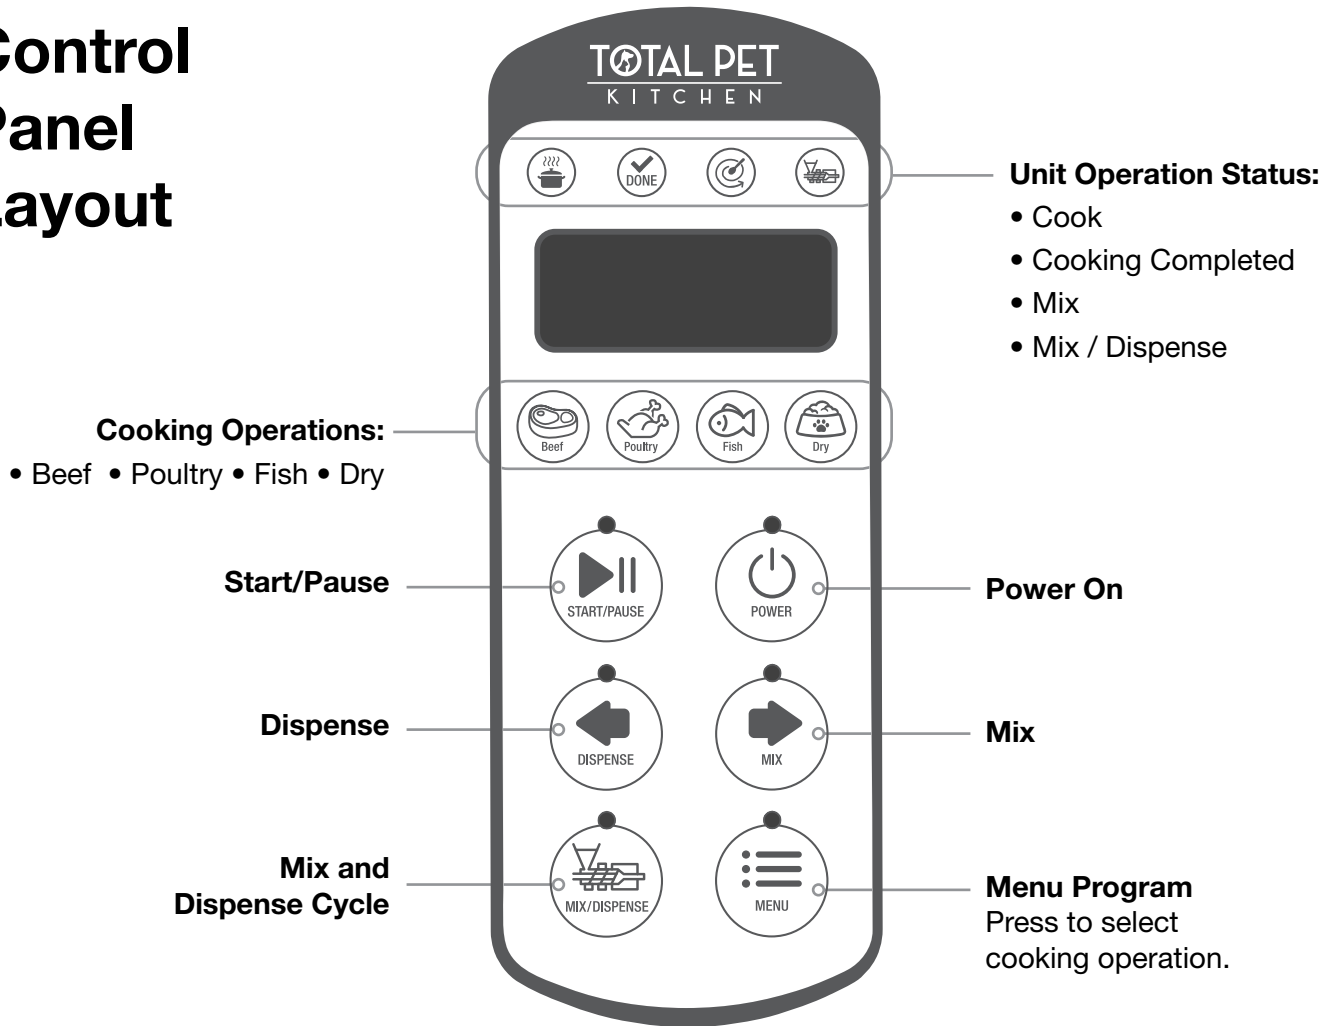 Control
Panel
Layout
TOTAL PET
KITCHEN
DONE
Unit Operation Status:
• Cook
• Cooking Completed
• Mix
• Mix / Dispense
Cooking Operations:
• Beef • Poultry • Fish • Dry
Beef
Poultry
Fish
Dry
Start/Pause
START/PAUSE
POWER
Power On
Dispense
DISPENSE
MIX
Mix
Mix and
Dispense Cycle
MIX/DISPENSE
MENU
Menu Program
Press to select
cooking operation.